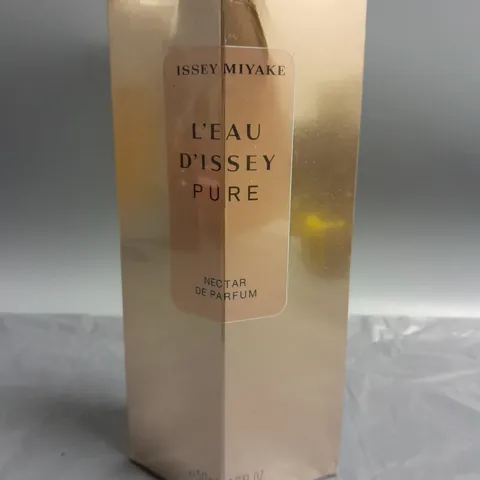 ISSEY MIYAKE
L'EAU
D'ISSEY
PURE
NECTAR
DE PARFUM